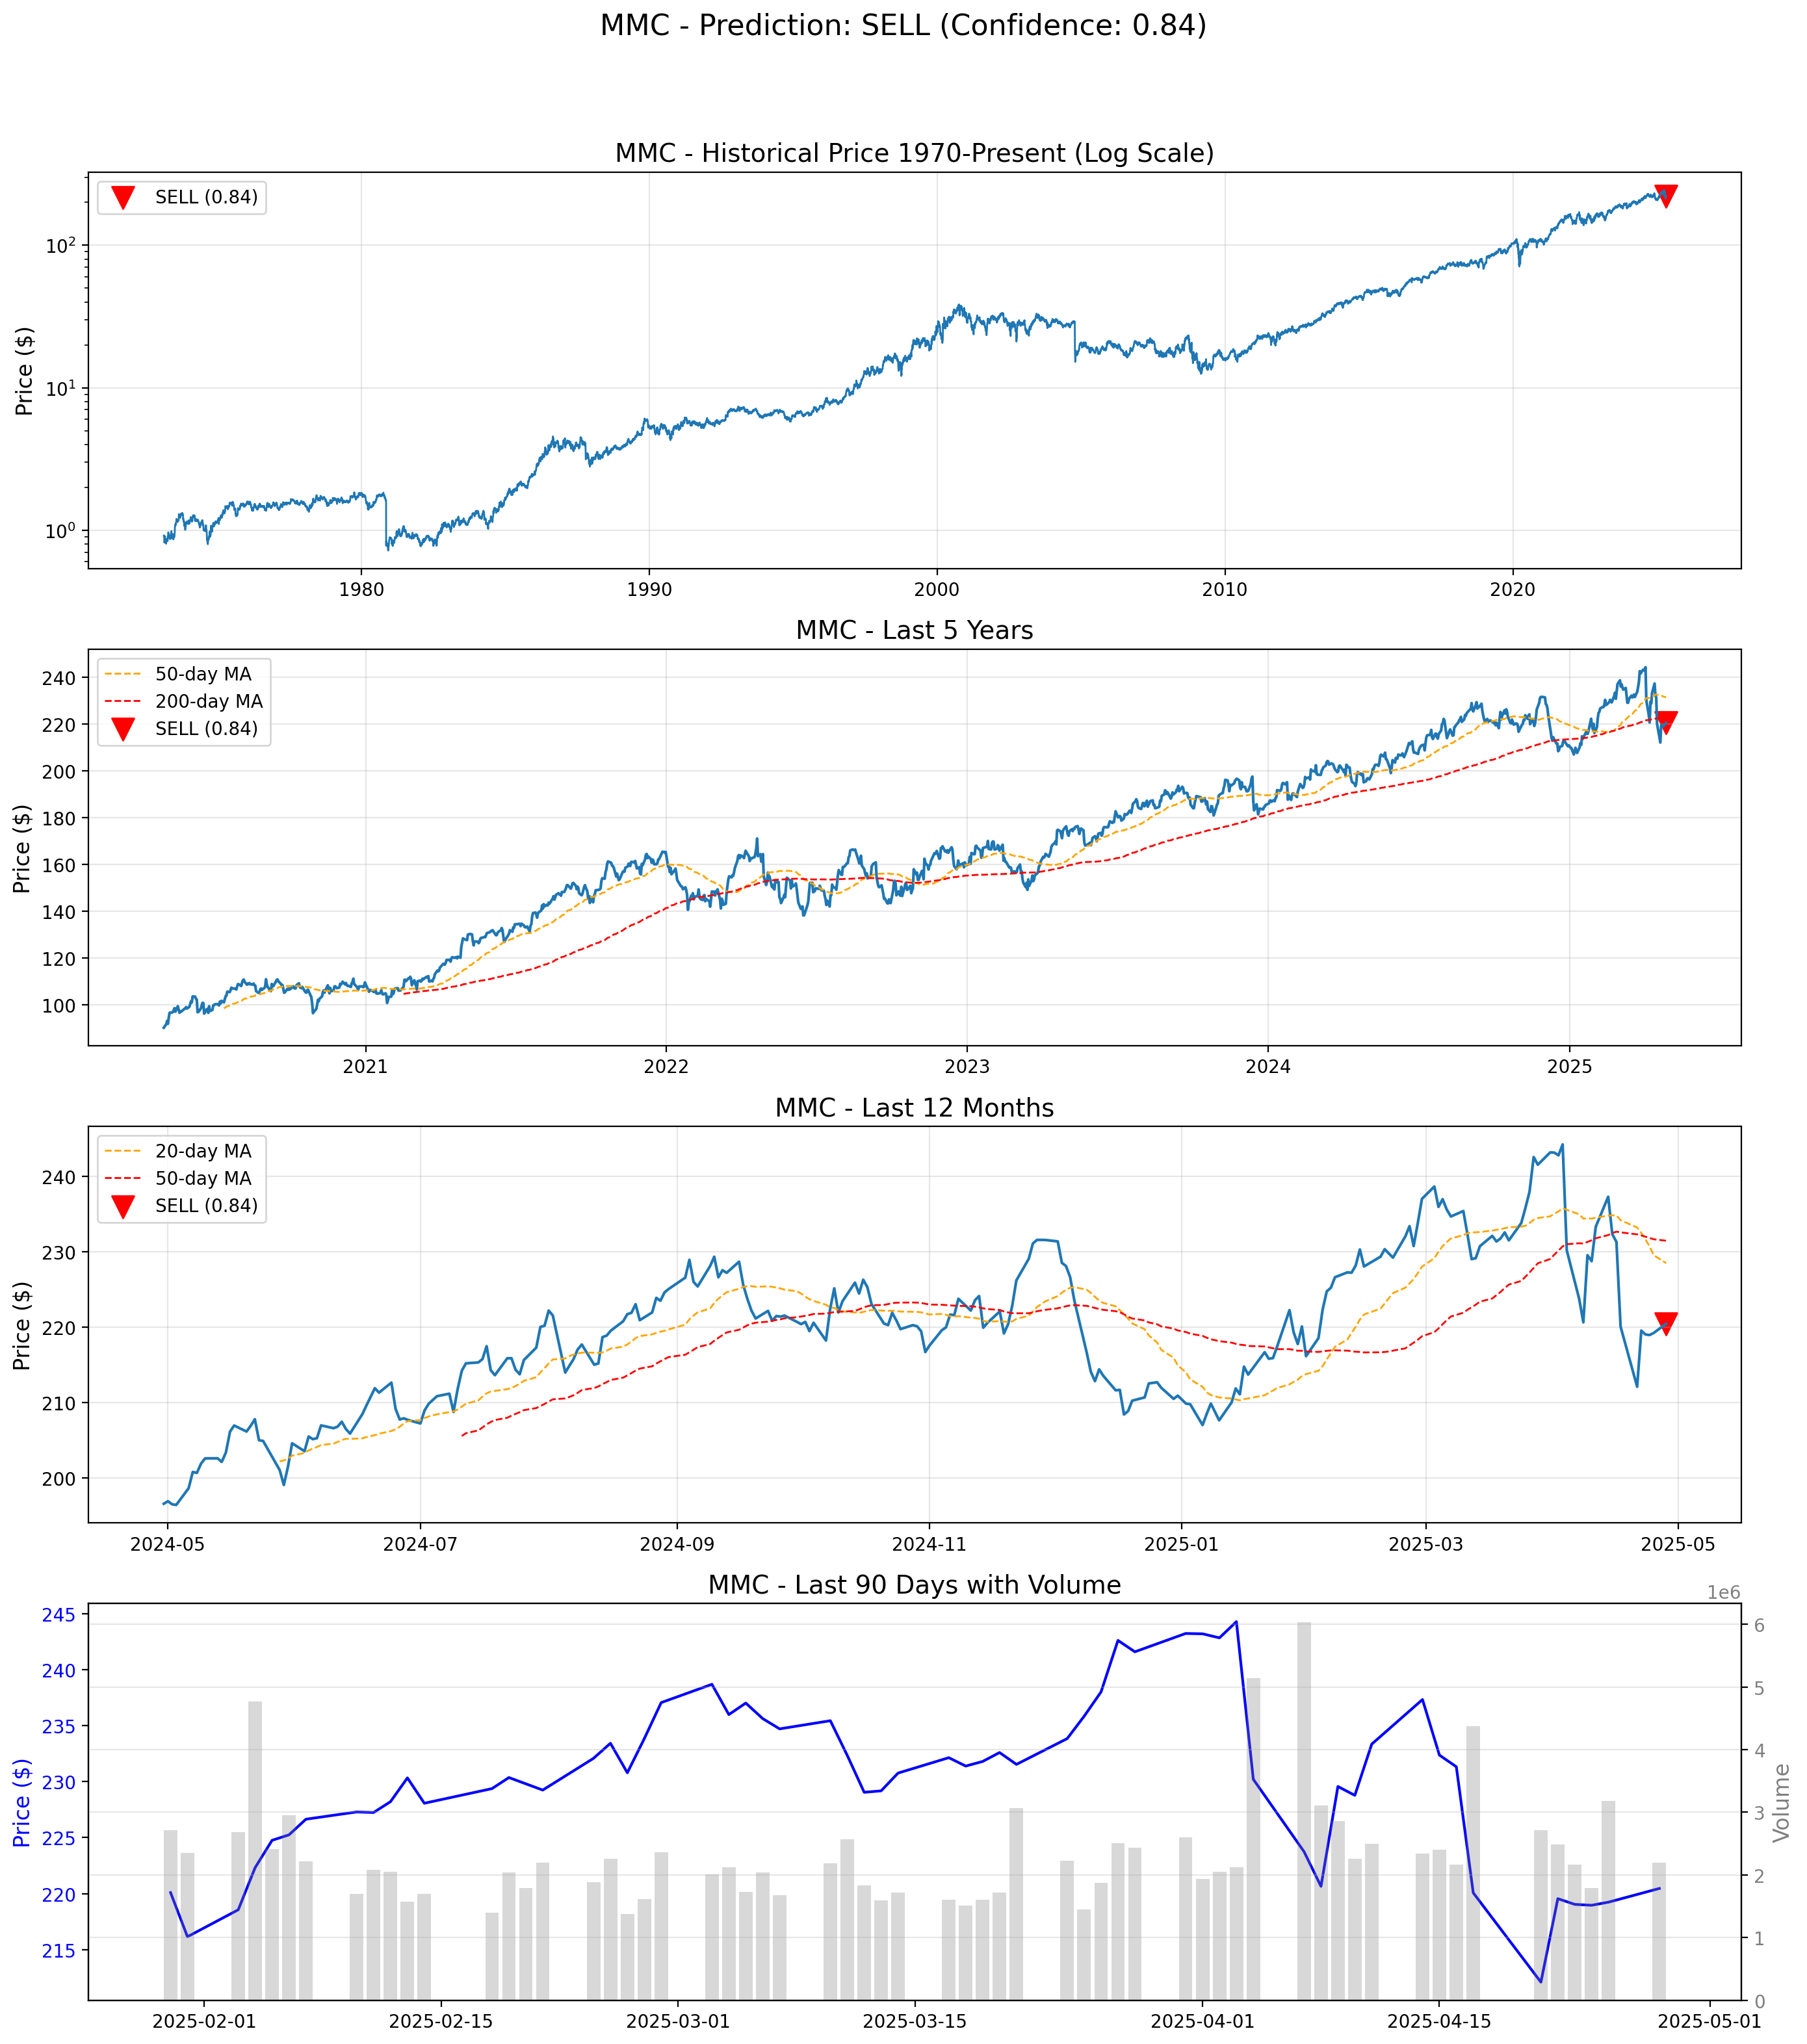 MMC - Prediction: SELL (Confidence: 0.84)
MMC - Historical Price 1970-Present (Log Scale)
SELL (0.84)
Price ($)
10²
10¹
10⁰
1980 1990 2000 2010 2020
MMC - Last 5 Years
50-day MA
200-day MA
SELL (0.84)
Price ($)
240
220
200
180
160
140
120
100
2021 2022 2023 2024 2025
MMC - Last 12 Months
20-day MA
50-day MA
SELL (0.84)
Price ($)
240
230
220
210
200
2024-05 2024-07 2024-09 2024-11 2025-01 2025-03 2025-05
MMC - Last 90 Days with Volume
1e6
Price ($)
245
240
235
230
225
220
215
6
5
4
3
2
1
0
Volume
2025-02-01 2025-02-15 2025-03-01 2025-03-15 2025-04-01 2025-04-15 2025-05-01